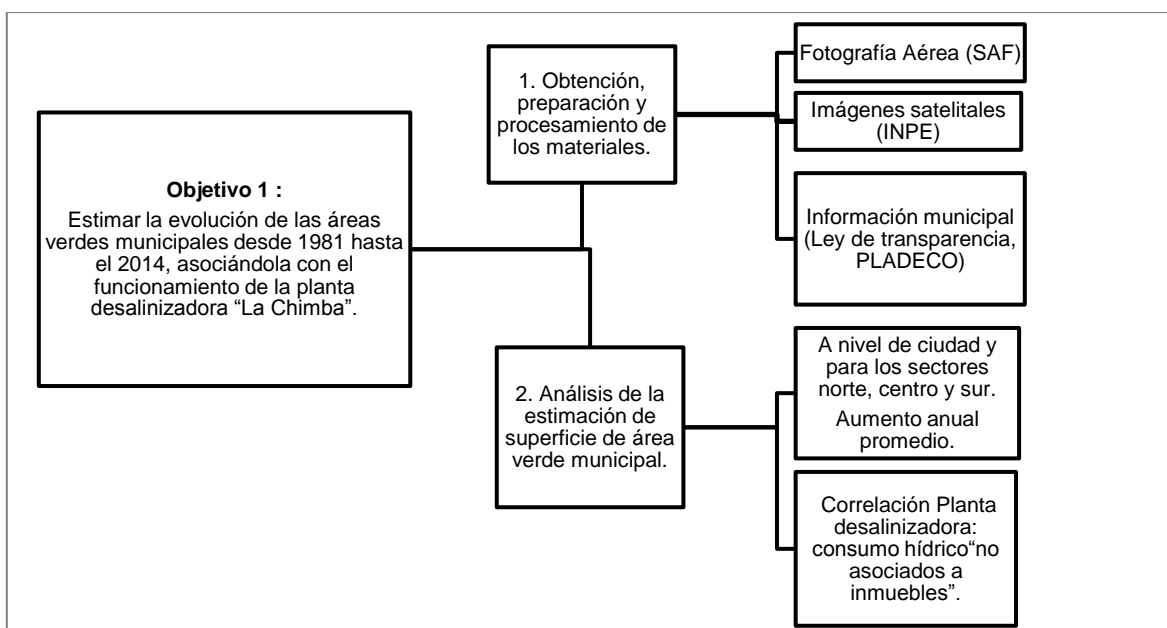 Objetivo 1 :
Estimar la evolución de las áreas
verdes municipales desde 1981 hasta
el 2014, asociándola con el
funcionamiento de la planta
desalinizadora “La Chimba”.
1. Obtención,
preparación y
procesamiento de
los materiales.
Fotografía Aérea (SAF)
Imágenes satelitales
(INPE)
Información municipal
(Ley de transparencia,
PLADECO)
2. Análisis de la
estimación de
superficie de área
verde municipal.
A nivel de ciudad y
para los sectores
norte, centro y sur.
Aumento anual
promedio.
Correlación Planta
desalinizadora:
consumo hídrico“no
asociados a
inmuebles”.